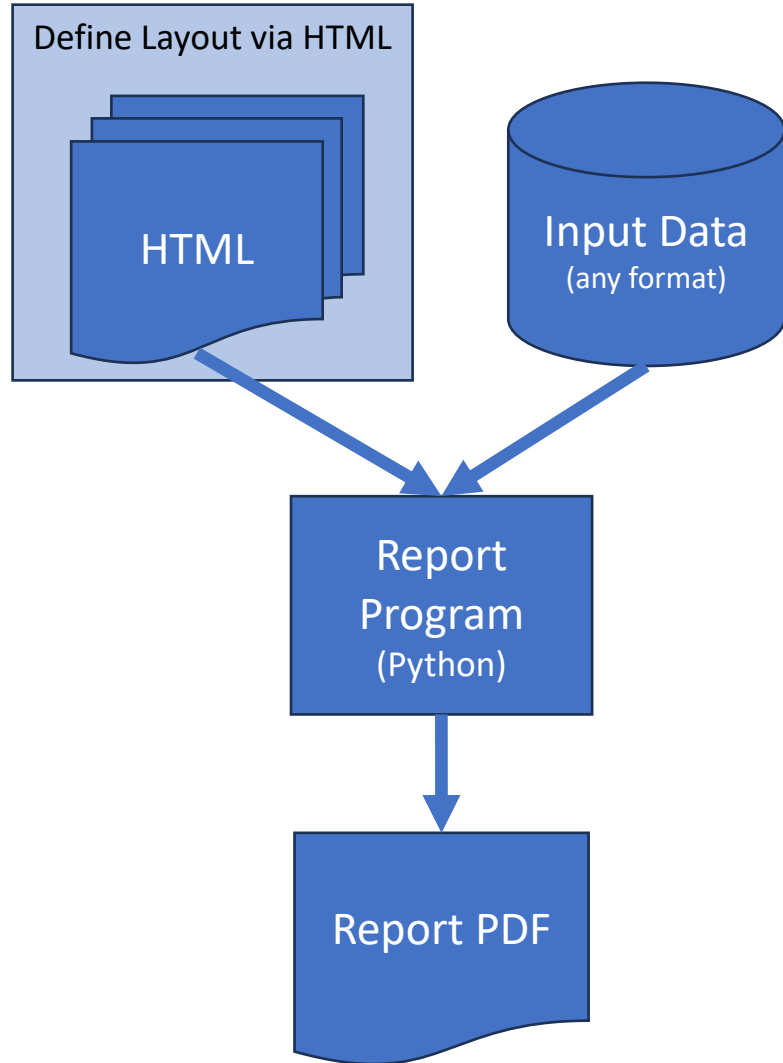 Define Layout via HTML
HTML
Input Data
(any format)
Report
Program
(Python)
Report PDF